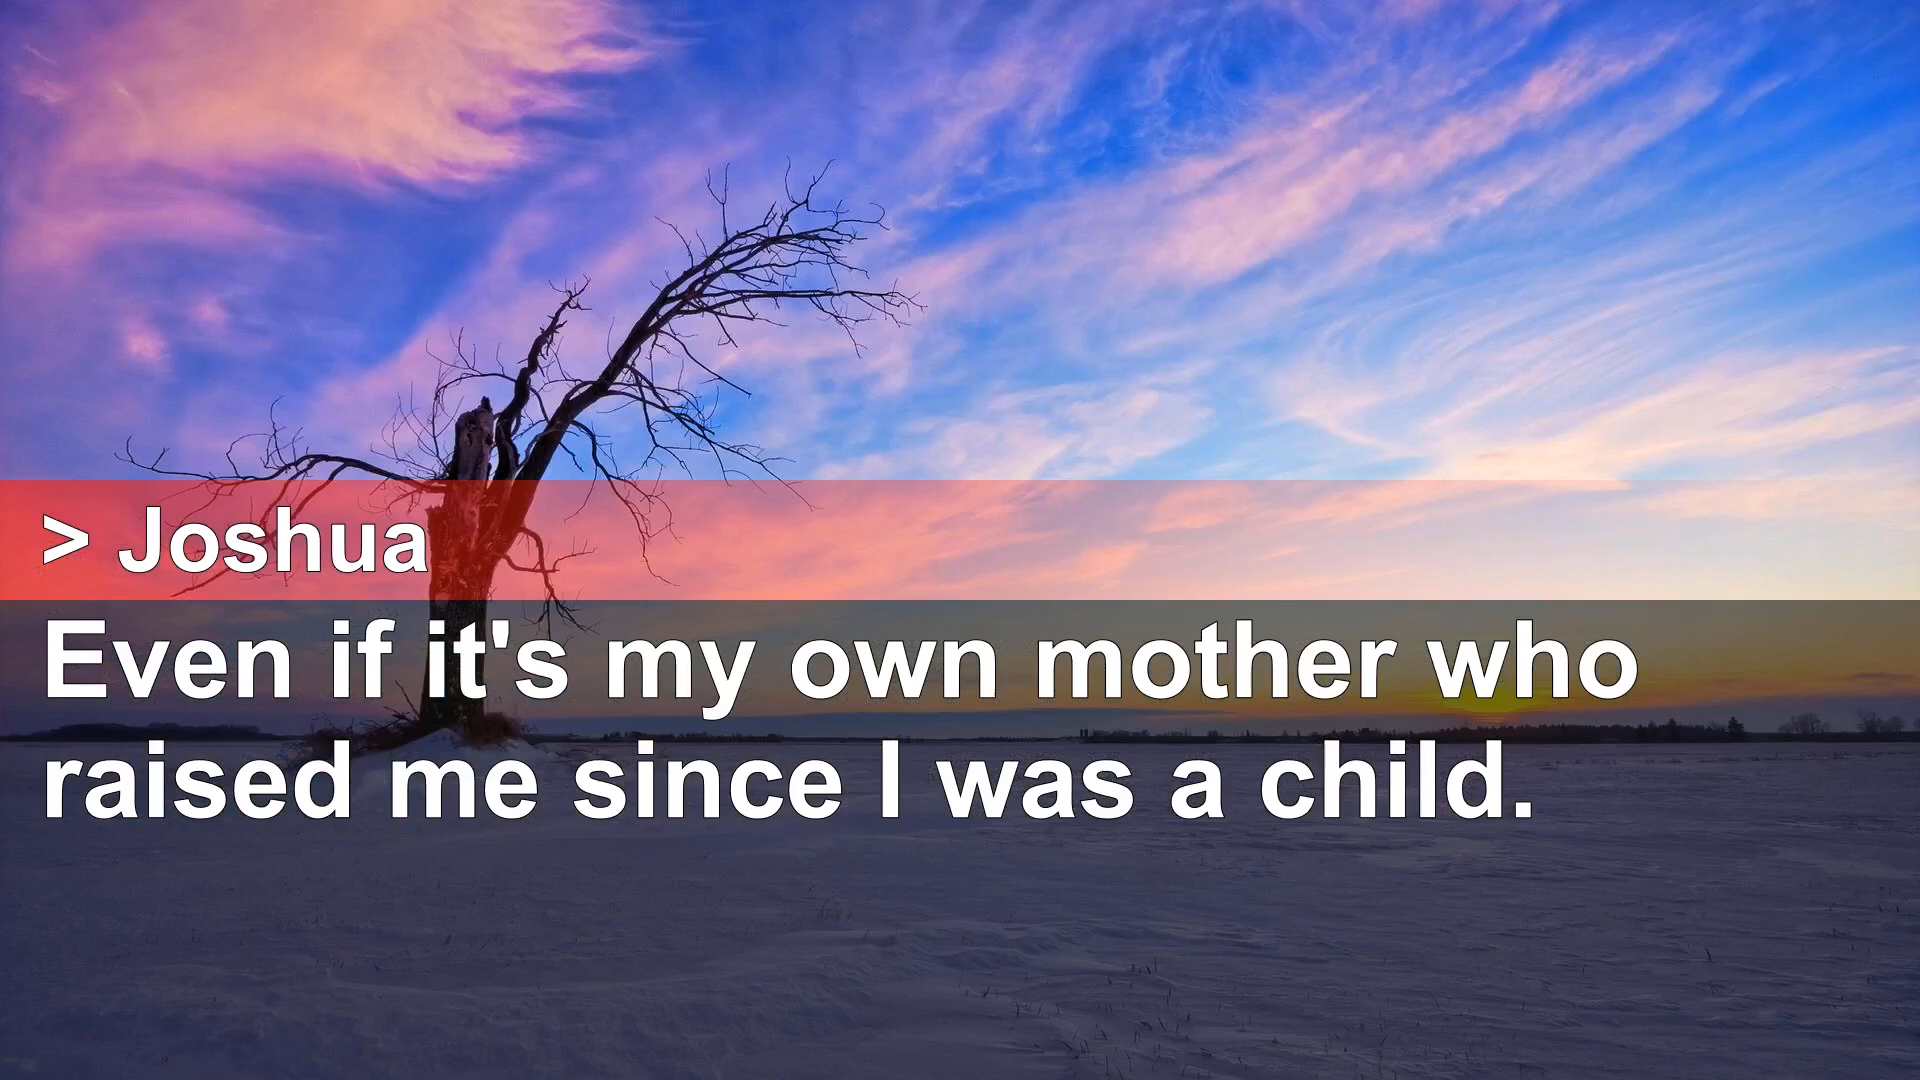 > Joshua
Even if it's my own mother who
raised me since I was a child.